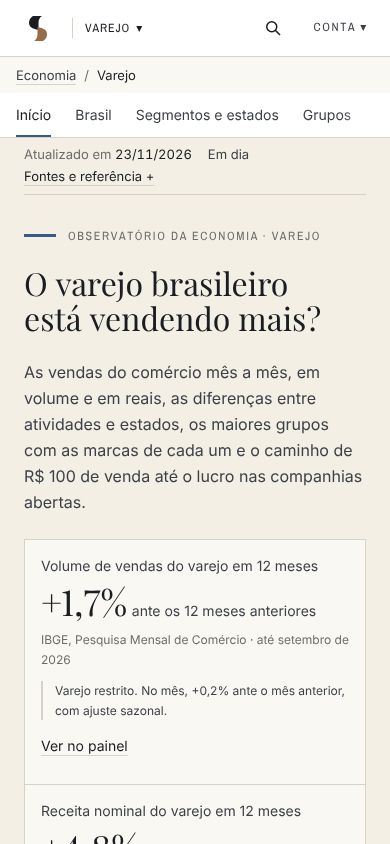 VAREJO ▾
CONTA ▾
Economia / Varejo
Início Brasil Segmentos e estados Grupos
Atualizado em 23/11/2026 Em dia
Fontes e referência +
OBSERVATÓRIO DA ECONOMIA · VAREJO
O varejo brasileiro
está vendendo mais?
As vendas do comércio mês a mês, em
volume e em reais, as diferenças entre
atividades e estados, os maiores grupos
com as marcas de cada um e o caminho de
R$ 100 de venda até o lucro nas companhias
abertas.
Volume de vendas do varejo em 12 meses
+1,7% ante os 12 meses anteriores
IBGE, Pesquisa Mensal de Comércio · até setembro de
2026
Varejo restrito. No mês, +0,2% ante o mês anterior,
com ajuste sazonal.
Ver no painel
Receita nominal do varejo em 12 meses